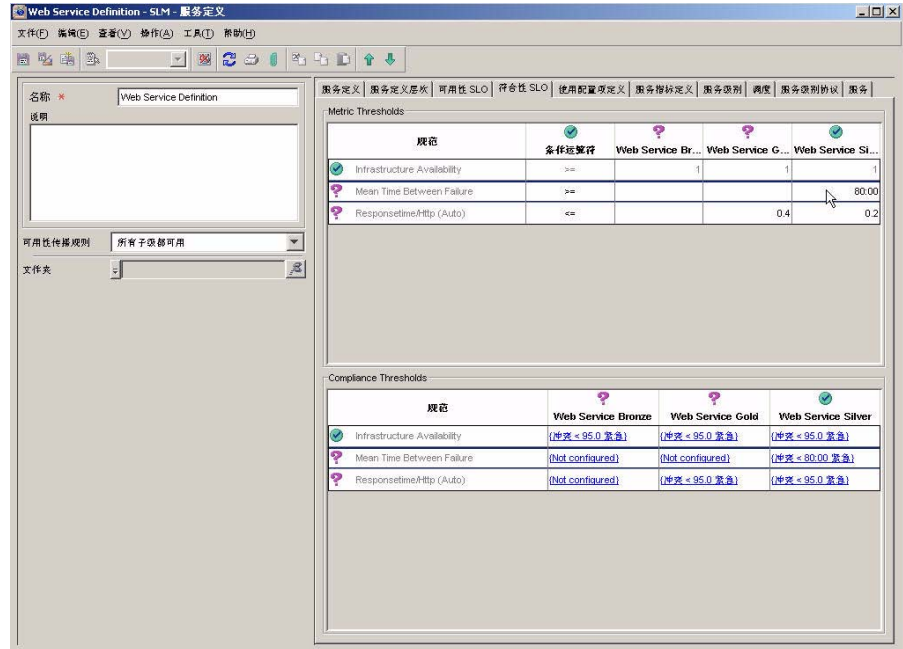 Web Service Definition - SLM - 服务定义
文件(F) 编辑(E) 查看(V) 操作(A) 工具(T) 帮助(H)
名称 * Web Service Definition
说明
可用性传播规则 所有子级都可用
文件夹
服务定义 服务定义层次 可用性 SLO 符合性 SLO 使用配置项定义 服务指标定义 服务级别 调度 服务级别协议 服务
Metric Thresholds
规范 条件运算符 Web Service Br... Web Service G... Web Service Si...
Infrastructure Availability >= 1 1 1
Mean Time Between Failure >= 80:00
Responsetime/Http (Auto) <= 0.4 0.2
Compliance Thresholds
规范 Web Service Bronze Web Service Gold Web Service Silver
Infrastructure Availability {冲突 < 95.0 紧急} {冲突 < 95.0 紧急} {冲突 < 95.0 紧急}
Mean Time Between Failure {Not configured} {Not configured} {冲突 < 80:00 紧急}
Responsetime/Http (Auto) {Not configured} {冲突 < 95.0 紧急} {冲突 < 95.0 紧急}